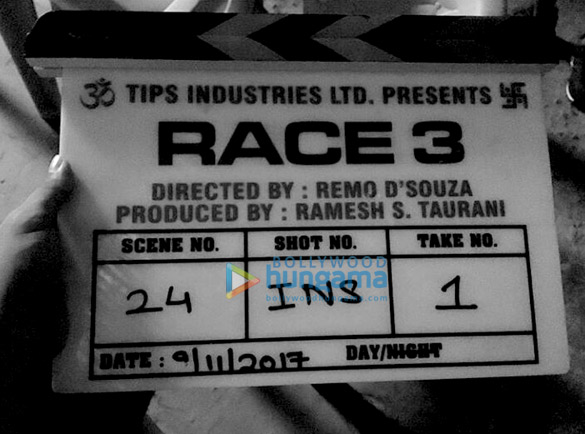 ॐ TIPS INDUSTRIES LTD. PRESENTS 卐
RACE 3
DIRECTED BY : REMO D'SOUZA
PRODUCED BY : RAMESH S. TAURANI
SCENE NO. SHOT NO. TAKE NO.
24 INS 1
BOLLYWOOD
hungama
DATE : 9/11/2017 DAY/NIGHT